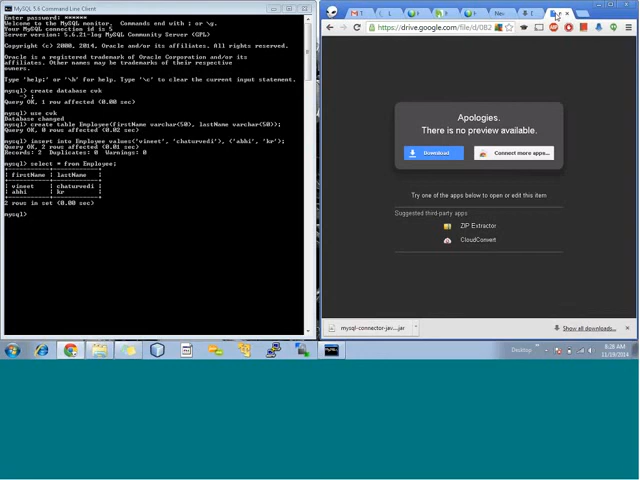 MySQL 5.6 Command Line Client
Enter password: ******
Welcome to the MySQL monitor.  Commands end with ; or \g.
Your MySQL connection id is 5
Server version: 5.6.21-log MySQL Community Server (GPL)
Copyright (c) 2000, 2014, Oracle and/or its affiliates. All rights reserved.
Oracle is a registered trademark of Oracle Corporation and/or its
affiliates. Other names may be trademarks of their respective
owners.
Type 'help;' or '\h' for help. Type '\c' to clear the current input statement.
mysql> create database cvk
-> ;
Query OK, 1 row affected (0.00 sec)
mysql> use cvk
Database changed
mysql> create table Employee(firstName varchar(50), lastName varchar(50));
Query OK, 0 rows affected (0.02 sec)
mysql> insert into Employee values('vineet', 'chaturvedi'), ('abhi', 'kr');
Query OK, 2 rows affected (0.01 sec)
Records: 2  Duplicates: 0  Warnings: 0
mysql> select * from Employee;
| firstName | lastName |
| vineet | chaturvedi |
| abhi | kr |
2 rows in set (0.00 sec)
mysql>
https://drive.google.com/file/d/0B2
Apologies.
There is no preview available.
Download
Connect more apps...
Try one of the apps below to open or edit this item
Suggested third-party apps
ZIP Extractor
CloudConvert
mysql-connector-jav....jar
Show all downloads...
Desktop
8:28 AM
11/19/2014